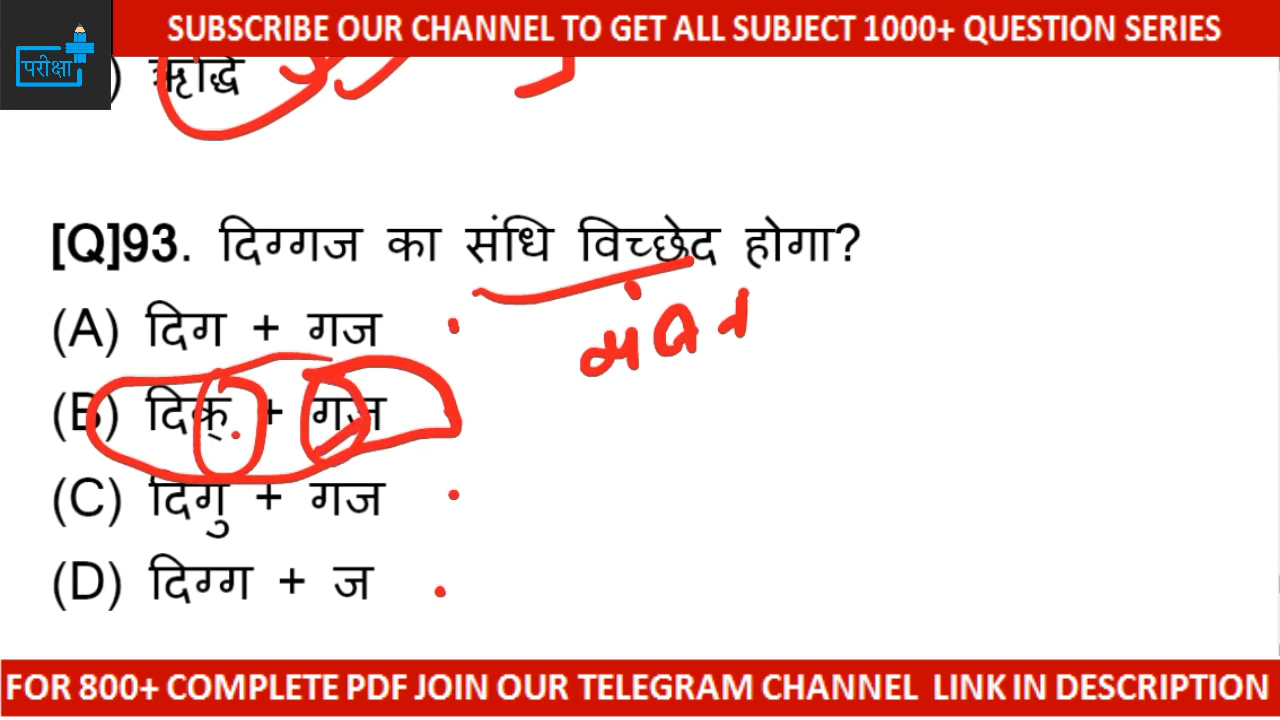 SUBSCRIBE OUR CHANNEL TO GET ALL SUBJECT 1000+ QUESTION SERIES
परीक्षा
) ऋद्धि
[Q]93. दिग्गज का संधि विच्छेद होगा?
(A) दिग + गज
(B) दिक् + गज
(C) दिगु + गज
(D) दिग्ग + ज
FOR 800+ COMPLETE PDF JOIN OUR TELEGRAM CHANNEL LINK IN DESCRIPTION